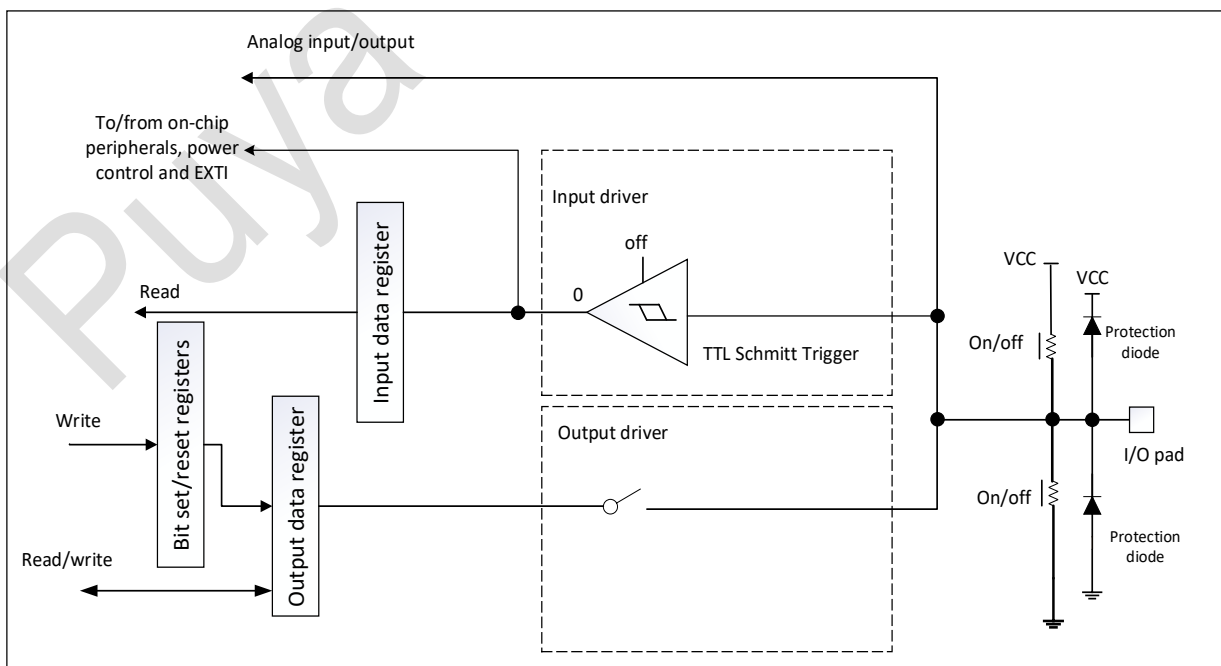 Analog input/output
To/from on-chip
peripherals, power
control and EXTI
Input driver
off
0
TTL Schmitt Trigger
Read
Input data register
Bit set/reset registers
Write
Output data register
Read/write
Output driver
VCC
VCC
On/off
Protection
diode
I/O pad
On/off
Protection
diode
Puya